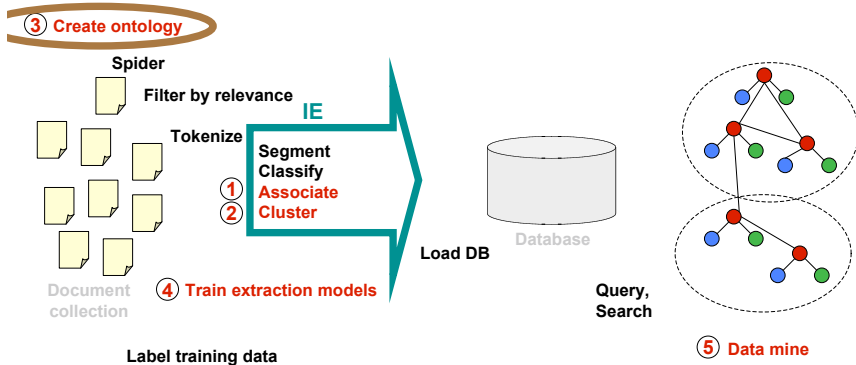 3 Create ontology
Spider
Filter by relevance
IE
Tokenize
Segment
Classify
1 Associate
2 Cluster
Database
Load DB
Document
collection
4 Train extraction models
Query,
Search
5 Data mine
Label training data